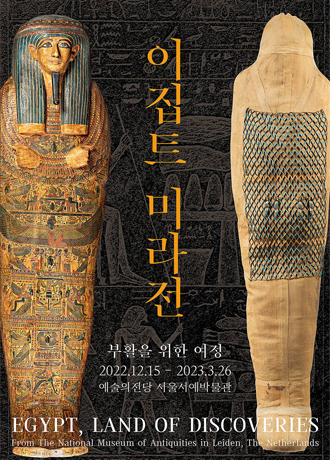 이집트 미라전
부활을 위한 여정
2022.12.15 - 2023.3.26
예술의전당 서울서예박물관
EGYPT, LAND OF DISCOVERIES
From The National Museum of Antiquities in Leiden, The Netherlands